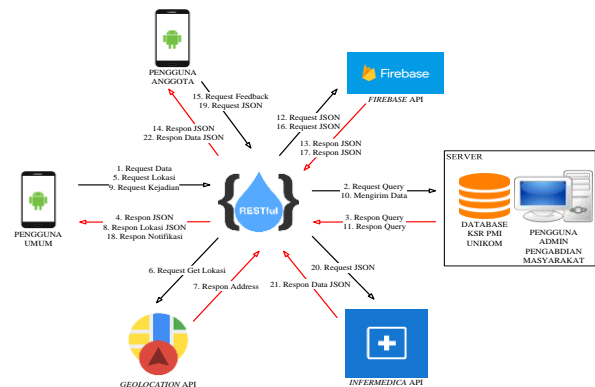 PENGGUNA
ANGGOTA
15. Request Feedback
19. Request JSON
14. Respon JSON
22. Respon Data JSON
Firebase
FIREBASE API
12. Request JSON
16. Request JSON
13. Respon JSON
17. Respon JSON
1. Request Data
5. Request Lokasi
9. Request Kejadian
PENGGUNA
UMUM
4. Respon JSON
8. Respon Lokasi JSON
18. Respon Notifikasi
{RESTful}
2. Request Query
10. Mengirim Data
3. Respon Query
11. Respon Query
SERVER
DATABASE
KSR PMI
UNIKOM
PENGGUNA
ADMIN
PENGABDIAN
MASYARAKAT
6. Request Get Lokasi
7. Respon Address
20. Request JSON
21. Respon Data JSON
GEOLOCATION API
INFERMEDICA API